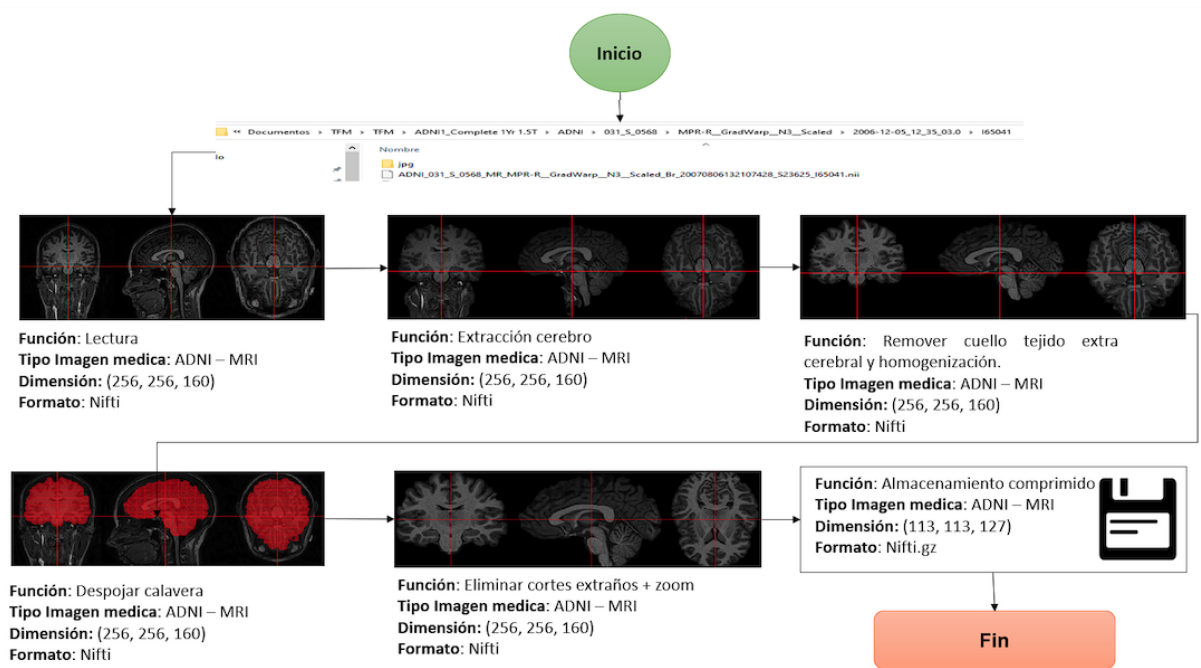 Inicio
« Documentos > TFM > TFM > ADNI1_Complete 1Yr 1.5T > ADNI > 031_S_0568 > MPR-R__GradWarp__N3__Scaled > 2006-12-05_12_35_03.0 > I65041
lo
Nombre
jpg
ADNI_031_S_0568_MR_MPR-R__GradWarp__N3__Scaled_Br_20070806132107428_S23625_I65041.nii
Función: Lectura
Tipo Imagen medica: ADNI – MRI
Dimensión: (256, 256, 160)
Formato: Nifti
Función: Extracción cerebro
Tipo Imagen medica: ADNI – MRI
Dimensión: (256, 256, 160)
Formato: Nifti
Función: Remover cuello tejido extra
cerebral y homogenización.
Tipo Imagen medica: ADNI – MRI
Dimensión: (256, 256, 160)
Formato: Nifti
Función: Despojar calavera
Tipo Imagen medica: ADNI – MRI
Dimensión: (256, 256, 160)
Formato: Nifti
Función: Eliminar cortes extraños + zoom
Tipo Imagen medica: ADNI – MRI
Dimensión: (256, 256, 160)
Formato: Nifti
Función: Almacenamiento comprimido
Tipo Imagen medica: ADNI – MRI
Dimensión: (113, 113, 127)
Formato: Nifti.gz
Fin